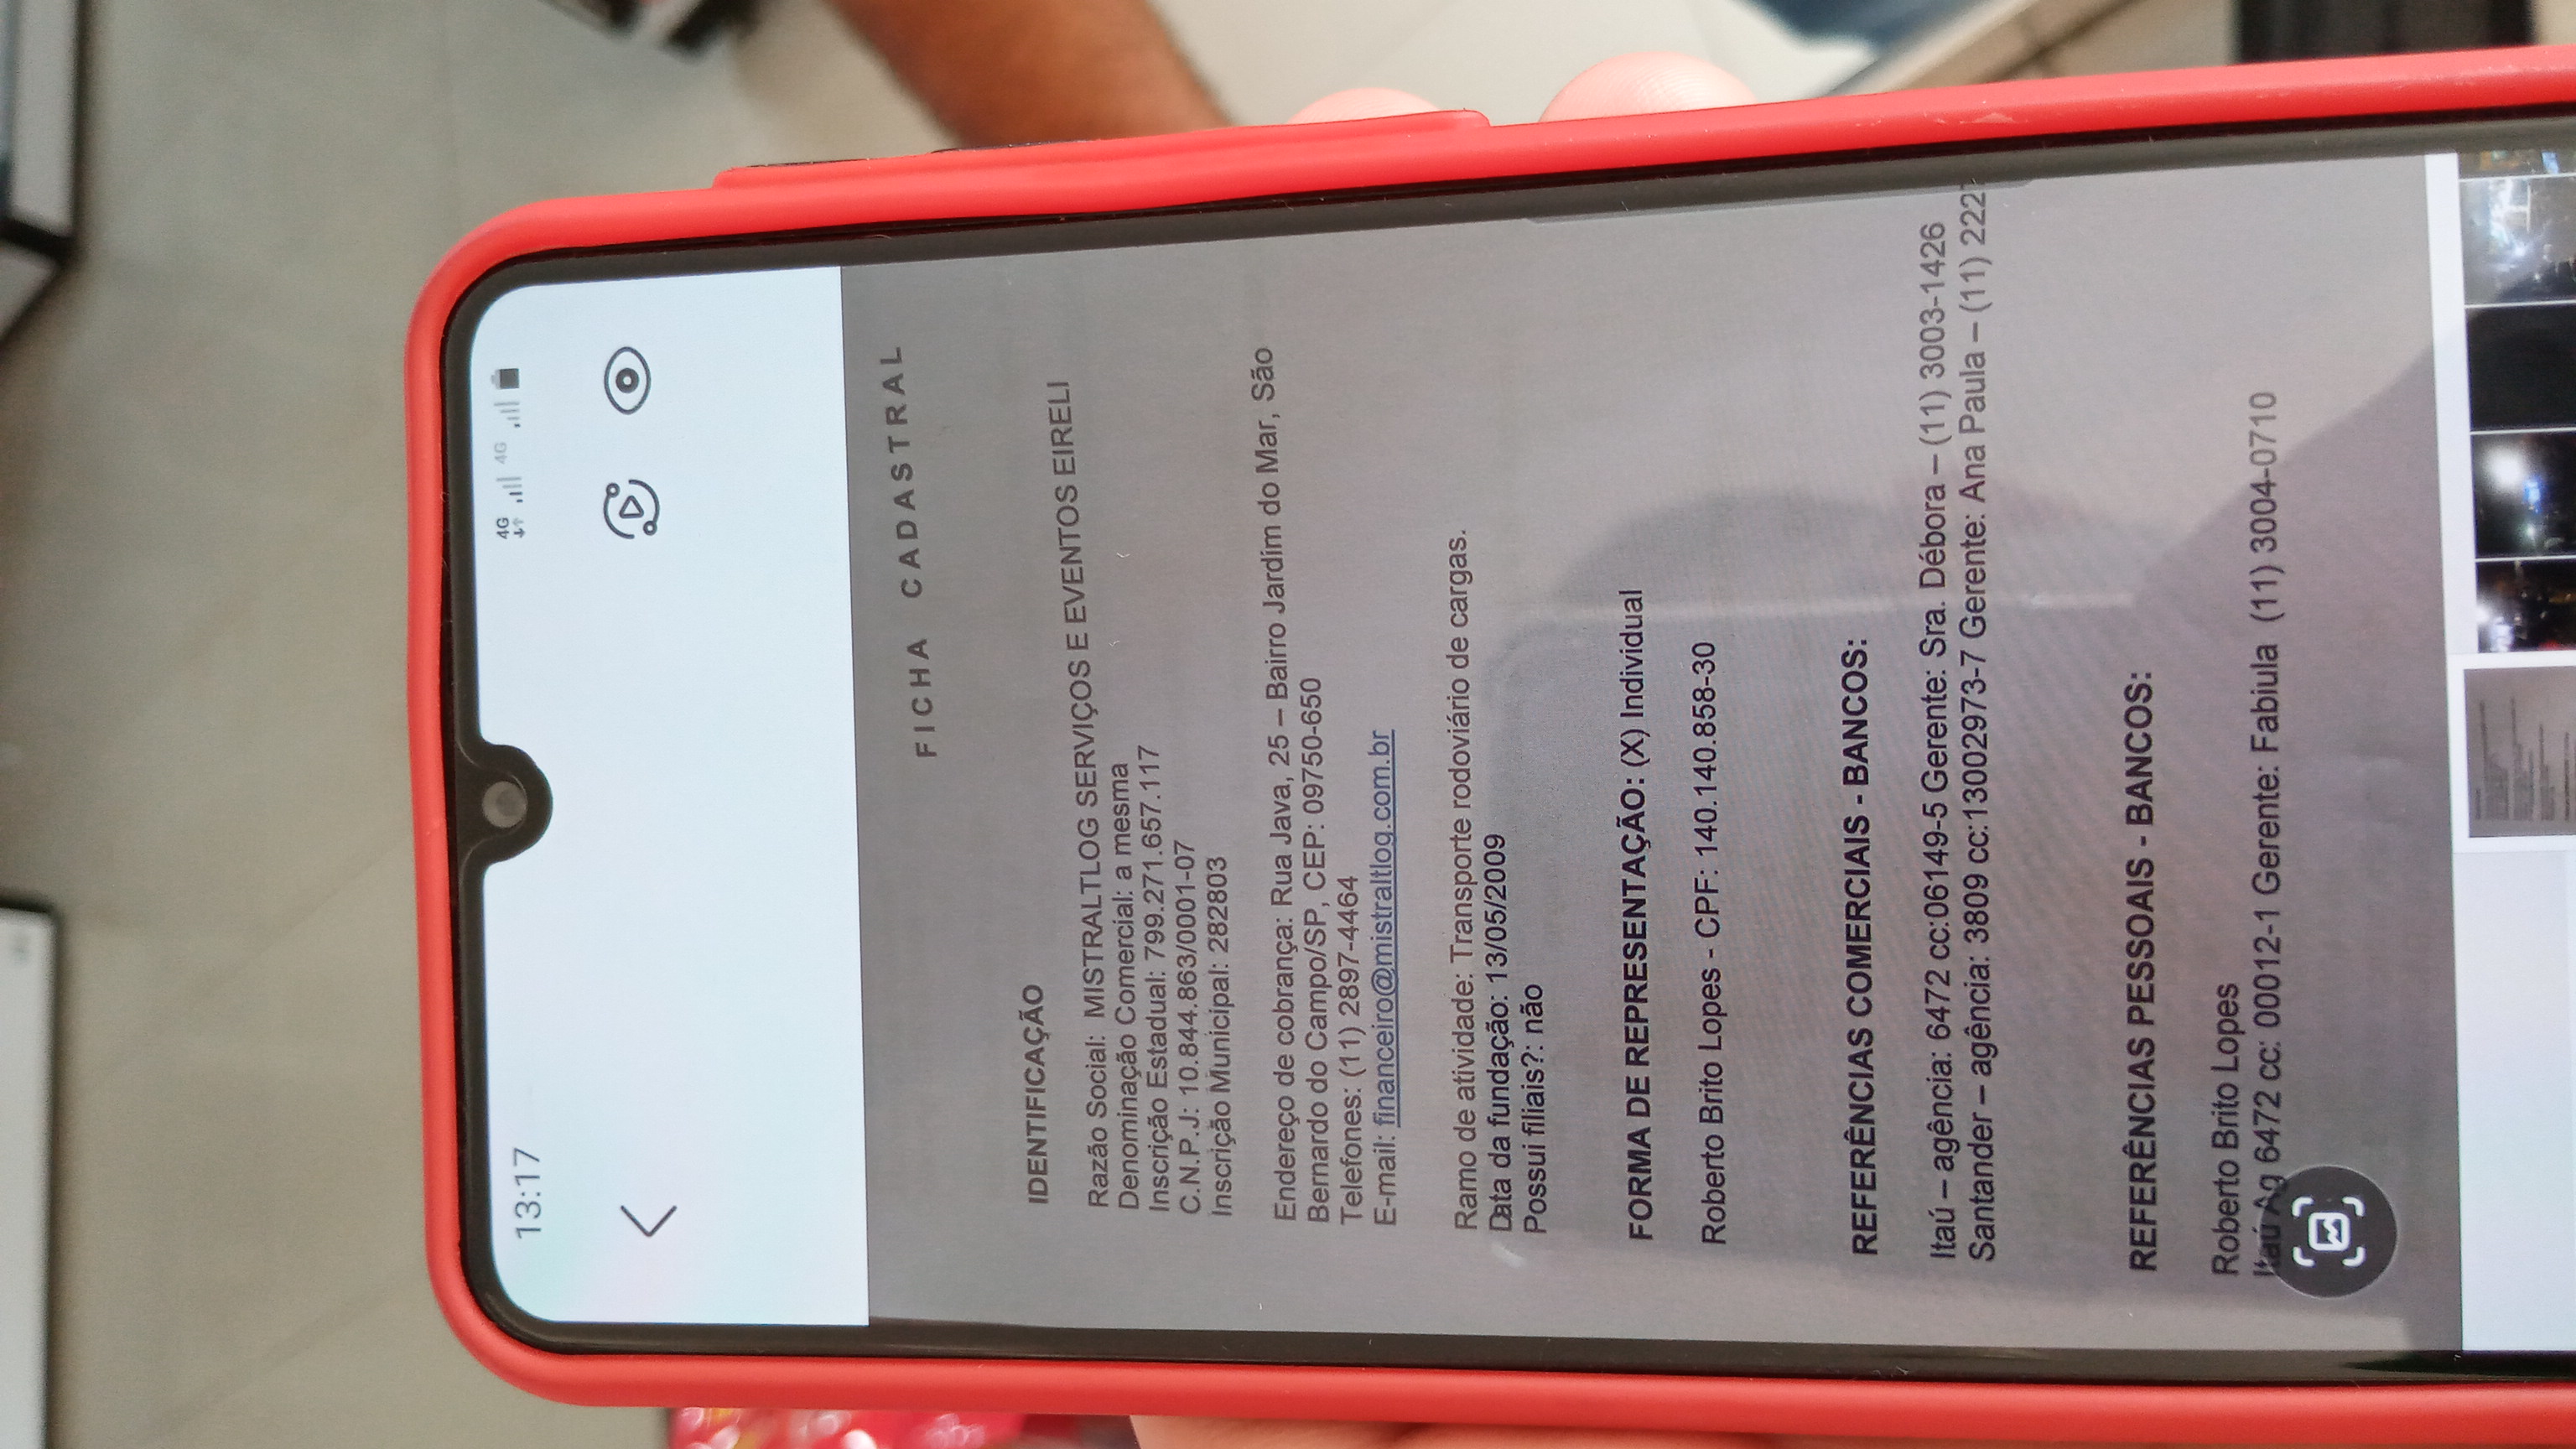 13:17
4G 4G
FICHA CADASTRAL
IDENTIFICAÇÃO
Razão Social: MISTRALTLOG SERVIÇOS E EVENTOS EIRELI
Denominação Comercial: a mesma
Inscrição Estadual: 799.271.657.117
C.N.P.J: 10.844.863/0001-07
Inscrição Municipal: 282803
Endereço de cobrança: Rua Java, 25 – Bairro Jardim do Mar, São
Bernardo do Campo/SP, CEP: 09750-650
Telefones: (11) 2897-4464
E-mail: financeiro@mistraltlog.com.br
Ramo de atividade: Transporte rodoviário de cargas.
Data da fundação: 13/05/2009
Possui filiais?: não
FORMA DE REPRESENTAÇÃO: (X) Individual
Roberto Brito Lopes - CPF: 140.140.858-30
REFERÊNCIAS COMERCIAIS - BANCOS:
Itaú – agência: 6472 cc:06149-5 Gerente: Sra. Débora – (11) 3003-1426
Santander – agência: 3809 cc:13002973-7 Gerente: Ana Paula – (11) 222
REFERÊNCIAS PESSOAIS - BANCOS:
Roberto Brito Lopes
Itaú Ag 6472 cc: 00012-1 Gerente: Fabiula (11) 3004-0710